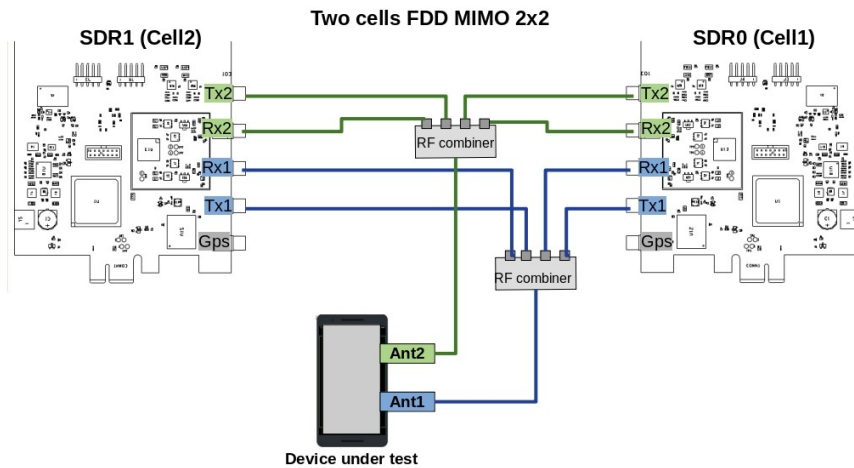 Two cells FDD MIMO 2x2
SDR1 (Cell2)
SDR0 (Cell1)
Tx2
Tx2
Rx2
Rx2
RF combiner
Rx1
Rx1
Tx1
Tx1
Gps
Gps
RF combiner
Ant2
Ant1
Device under test